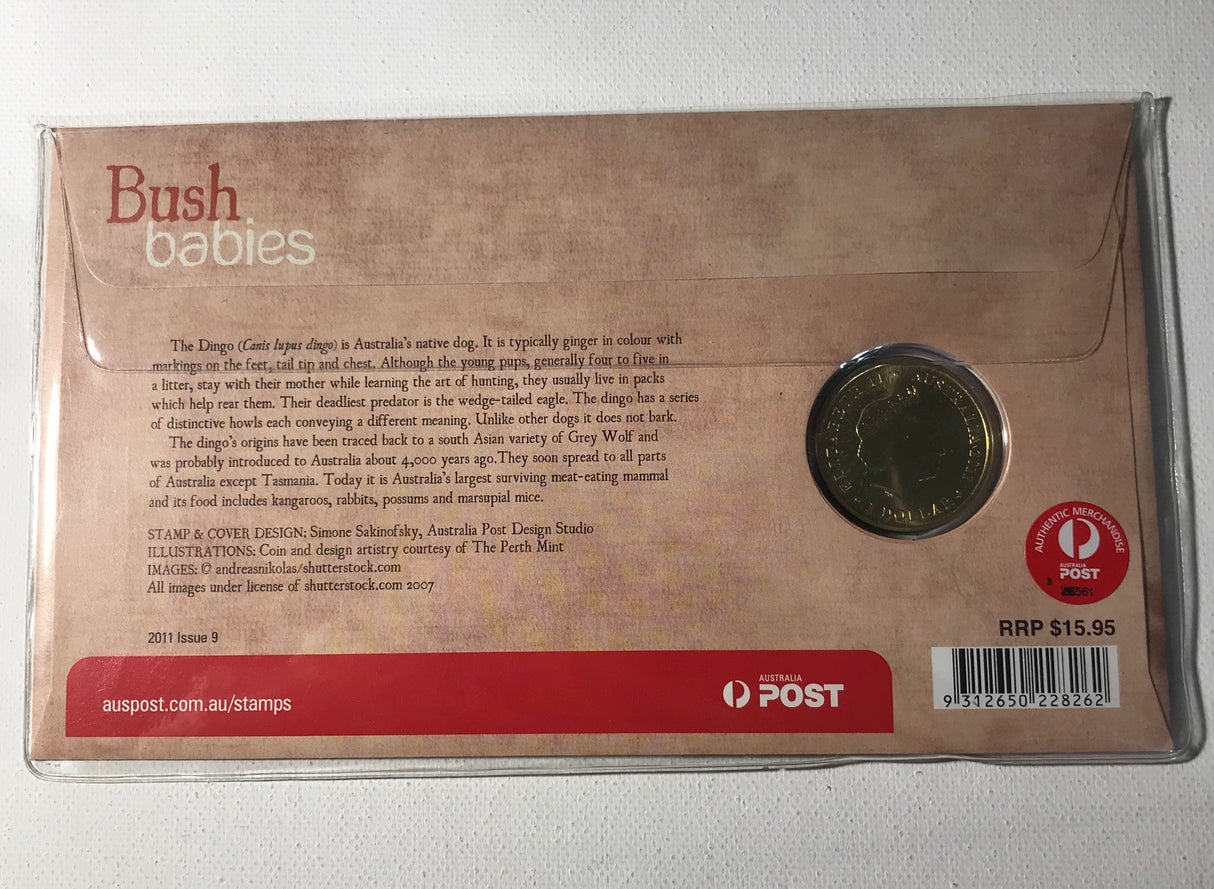 Bush
babies
The Dingo (Canis lupus dingo) is Australia's native dog. It is typically ginger in colour with
markings on the feet, tail tip and chest. Although the young pups, generally four to five in
a litter, stay with their mother while learning the art of hunting, they usually live in packs
which help rear them. Their deadliest predator is the wedge-tailed eagle. The dingo has a series
of distinctive howls each conveying a different meaning. Unlike other dogs it does not bark.
The dingo's origins have been traced back to a south Asian variety of Grey Wolf and
was probably introduced to Australia about 4,000 years ago.They soon spread to all parts
of Australia except Tasmania. Today it is Australia's largest surviving meat-eating mammal
and its food includes kangaroos, rabbits, possums and marsupial mice.
STAMP & COVER DESIGN: Simone Sakinofsky, Australia Post Design Studio
ILLUSTRATIONS: Coin and design artistry courtesy of The Perth Mint
IMAGES: © andreasnikolas/shutterstock.com
All images under license of shutterstock.com 2007
2011 Issue 9
auspost.com.au/stamps
AUSTRALIA
POST
ELIZABETH II AUSTRALIA 2011
1 DOLLAR
AUTHENTIC MERCHANDISE
AUSTRALIA
POST
B
RRP $15.95
9 312650 228262